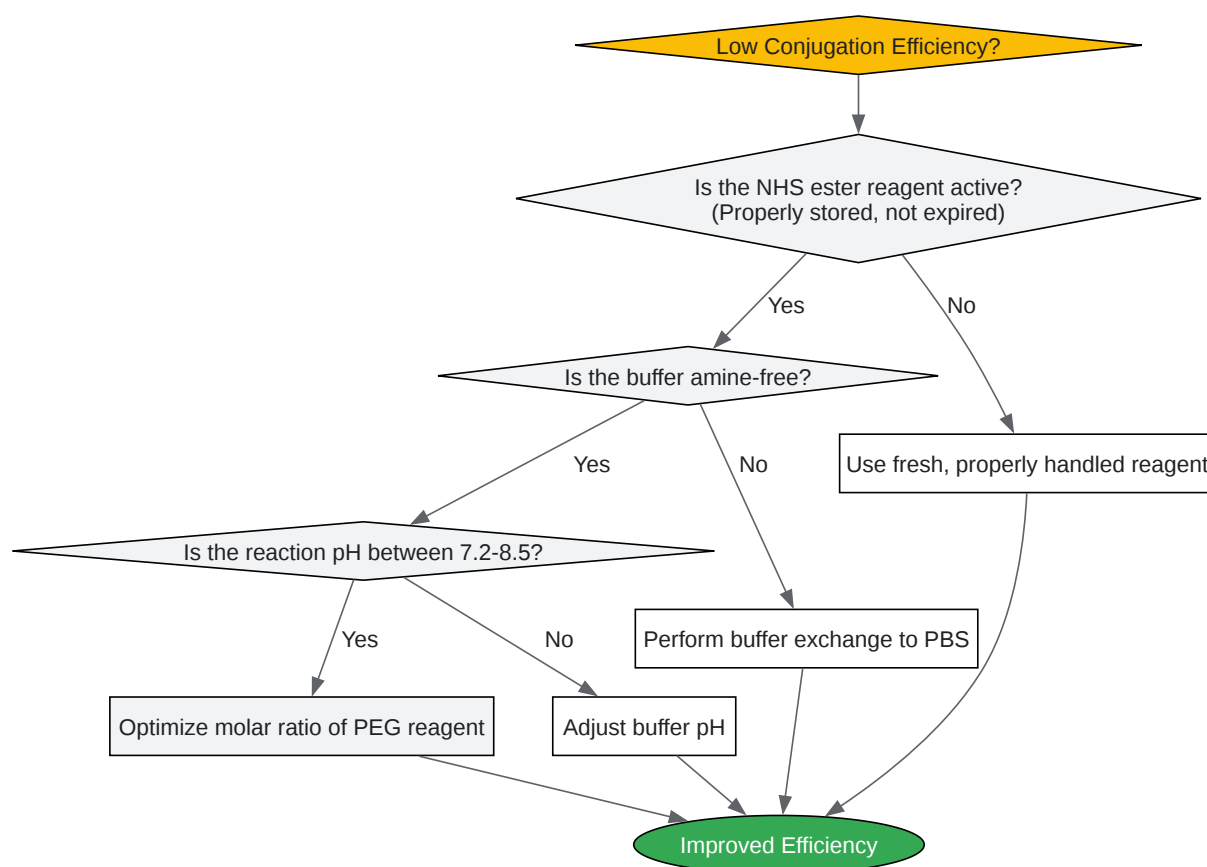 Low Conjugation Efficiency?
Is the NHS ester reagent active?
(Properly stored, not expired)
Yes
No
Is the buffer amine-free?
Yes
No
Use fresh, properly handled reagent
Is the reaction pH between 7.2-8.5?
Yes
No
Perform buffer exchange to PBS
Optimize molar ratio of PEG reagent
Adjust buffer pH
Improved Efficiency